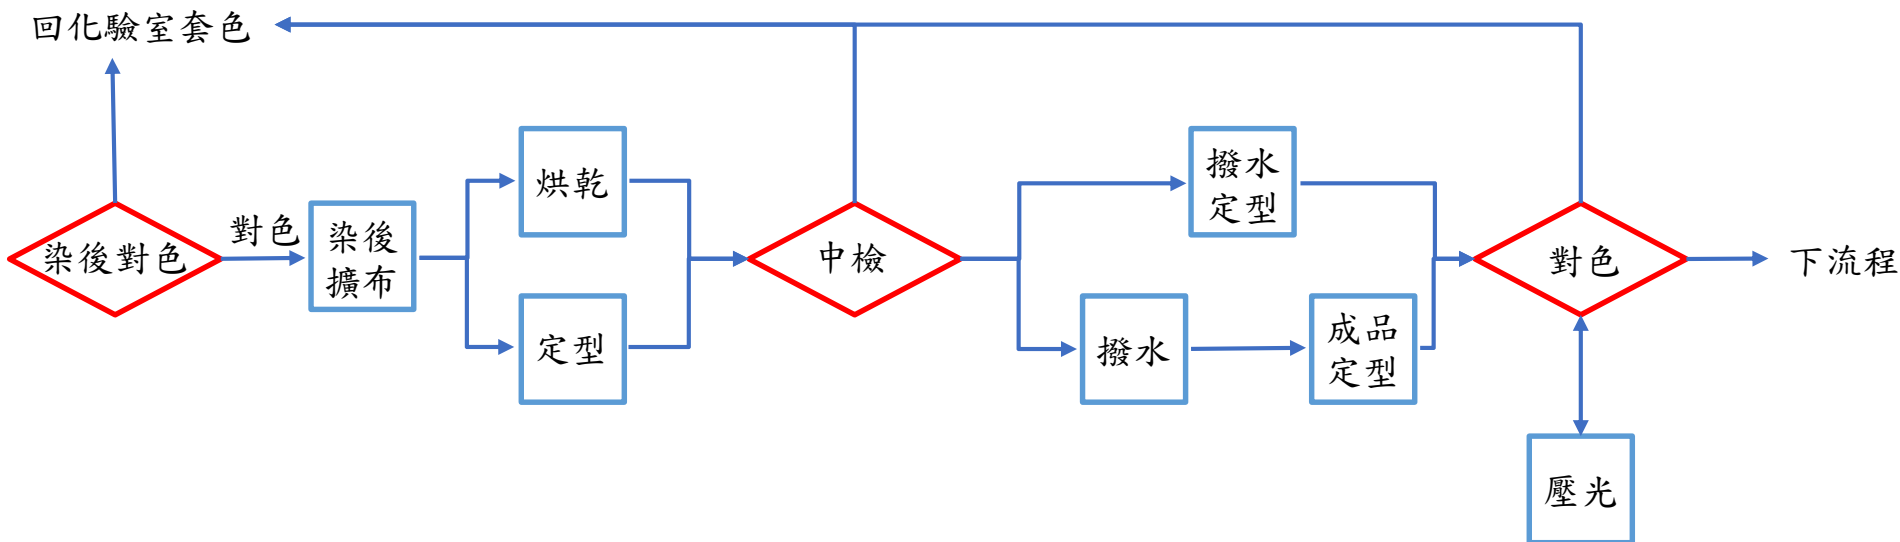 回化驗室套色
染後對色
對色
染後
擴布
烘乾
定型
中檢
撥水
定型
撥水
成品
定型
對色
下流程
壓光